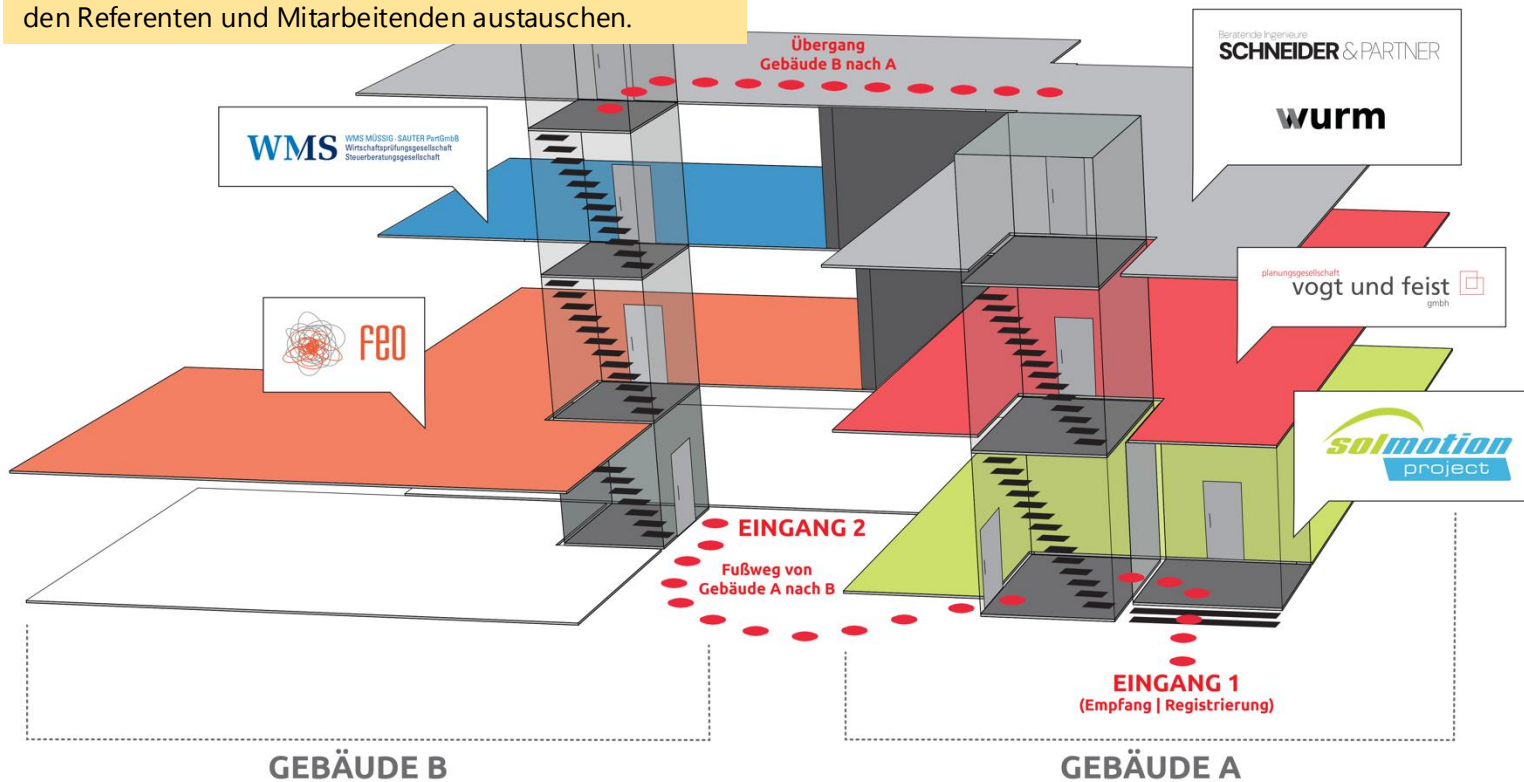 den Referenten und Mitarbeitenden austauschen.
Übergang
Gebäude B nach A
Beratende Ingenieure
SCHNEIDER & PARTNER
wurm
WMS
WMS MÜSSIG · SAUTER PartGmbB
Wirtschaftsprüfungsgesellschaft
Steuerberatungsgesellschaft
planungsgesellschaft
vogt und feist
gmbh
feo
solmotion
project
EINGANG 2
Fußweg von
Gebäude A nach B
EINGANG 1
(Empfang | Registrierung)
GEBÄUDE B
GEBÄUDE A